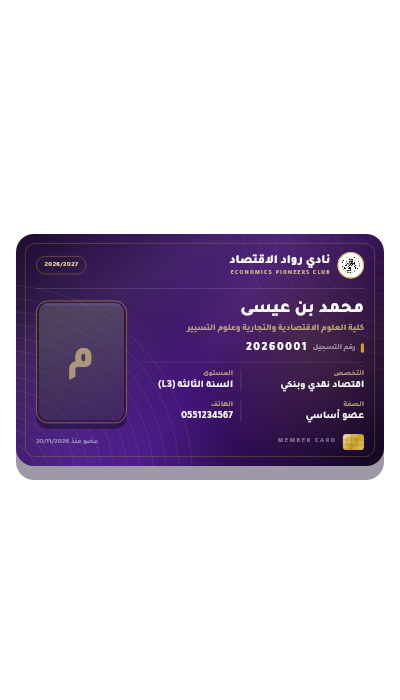 نادي رواد الاقتصاد
ECONOMICS PIONEERS CLUB
2026/2027
محمد بن عيسى
كلية العلوم الاقتصادية والتجارية وعلوم التسيير
رقم التسجيل 20260001
م
التخصص
اقتصاد نقدي وبنكي
المستوى
السنة الثالثة (L3)
الصفة
عضو أساسي
الهاتف
0551234567
MEMBER CARD
عضو منذ 20/11/2026